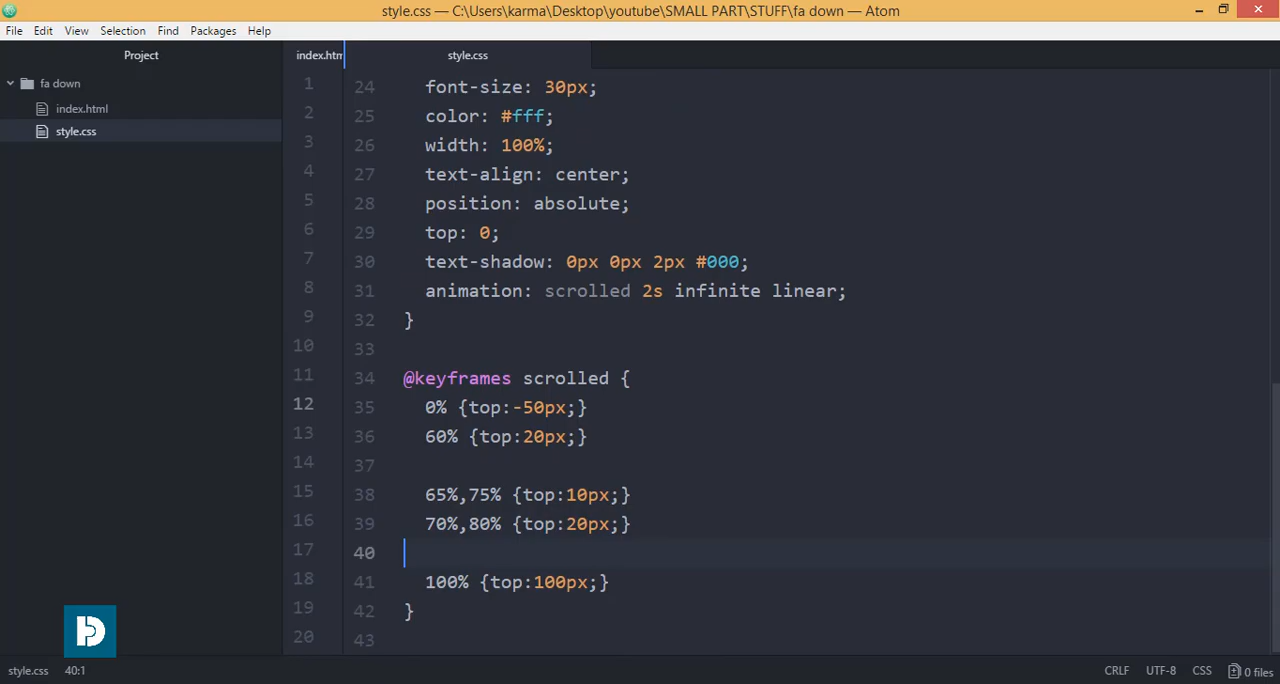 style.css — C:\Users\karma\Desktop\youtube\SMALL PART\STUFF\fa down — Atom
File Edit View Selection Find Packages Help
Project
index.htm
style.css
fa down
index.html
style.css
1
2
3
4
5
6
7
8
9
10
11
12
13
14
15
16
17
18
19
20
24 font-size: 30px;
25 color: #fff;
26 width: 100%;
27 text-align: center;
28 position: absolute;
29 top: 0;
30 text-shadow: 0px 0px 2px #000;
31 animation: scrolled 2s infinite linear;
32 }
33
34 @keyframes scrolled {
35 0% {top:-50px;}
36 60% {top:20px;}
37
38 65%,75% {top:10px;}
39 70%,80% {top:20px;}
40
41 100% {top:100px;}
42 }
43
style.css 40:1 CRLF UTF-8 CSS 0 files